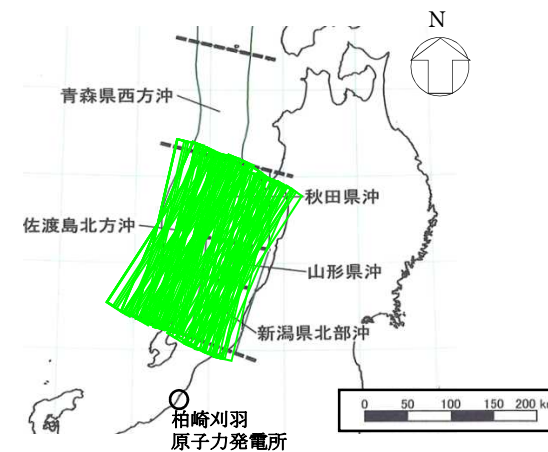 N
青森県西方沖
秋田県沖
佐渡島北方沖
山形県沖
新潟県北部沖
0 50 100 150 200 km
柏崎刈羽
原子力発電所